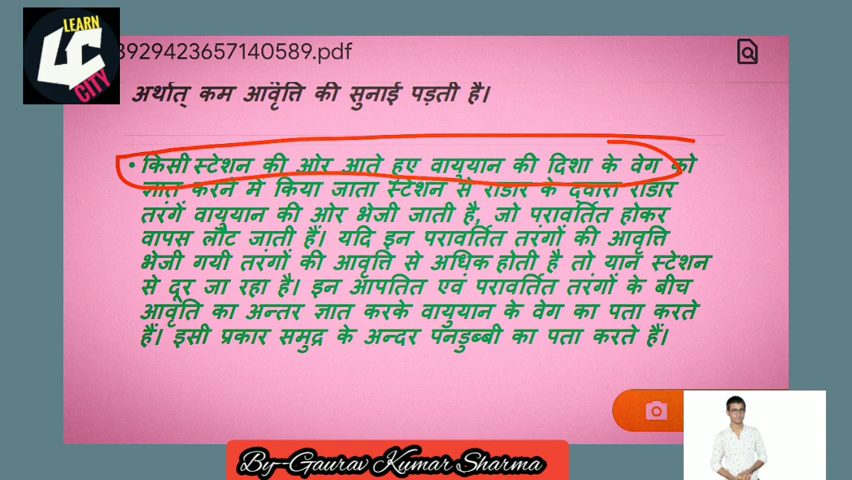 LEARN
LC
CITY
3929423657140589.pdf
अर्थात् कम आवृत्ति की सुनाई पड़ती है।
• किसी स्टेशन की ओर आते हुए वायुयान की दिशा के वेग को
ज्ञात करने में किया जाता स्टेशन से राडार के द्वारा राडार
तरंगें वायुयान की ओर भेजी जाती है, जो परावर्तित होकर
वापस लौट जाती हैं। यदि इन परावर्तित तरंगों की आवृत्ति
भेजी गयी तरंगों की आवृत्ति से अधिक होती है तो यान स्टेशन
से दूर जा रहा है। इन आपतित एवं परावर्तित तरंगों के बीच
आवृति का अन्तर ज्ञात करके वायुयान के वेग का पता करते
हैं। इसी प्रकार समुद्र के अन्दर पनडुब्बी का पता करते हैं।
By--Gaurav Kumar Sharma